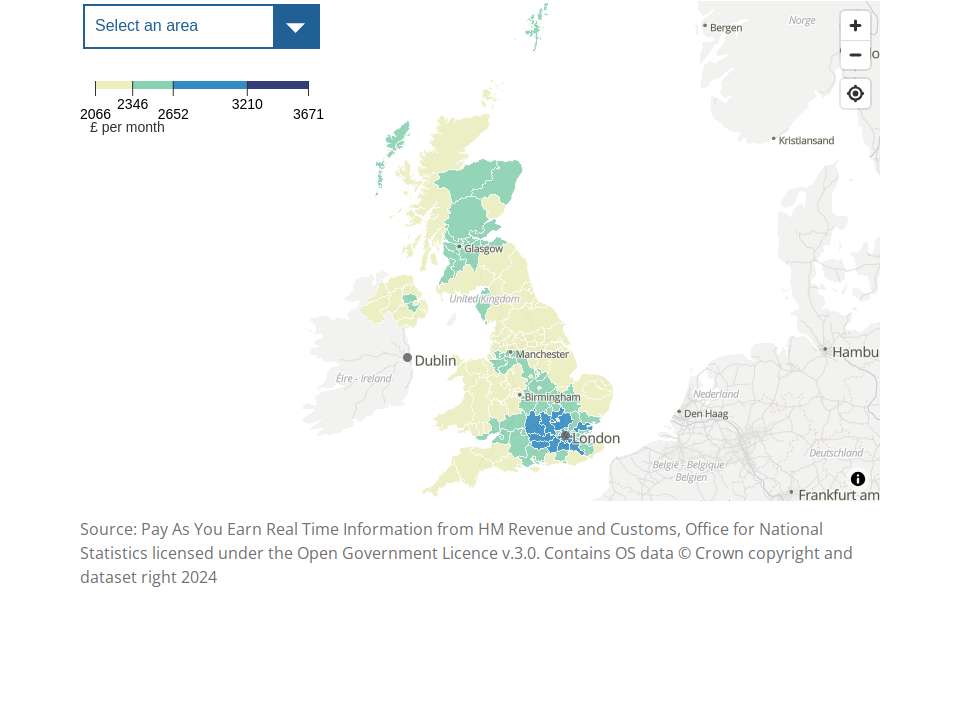 Select an area
2066
2346
2652
3210
3671
£ per month
Norge
Bergen
Kristiansand
Glasgow
United Kingdom
Manchester
Dublin
Éire - Ireland
Birmingham
London
Hambu
Nederland
Den Haag
België - Belgique
Belgien
Deutschland
Frankfurt am
Source: Pay As You Earn Real Time Information from HM Revenue and Customs, Office for National
Statistics licensed under the Open Government Licence v.3.0. Contains OS data © Crown copyright and
dataset right 2024